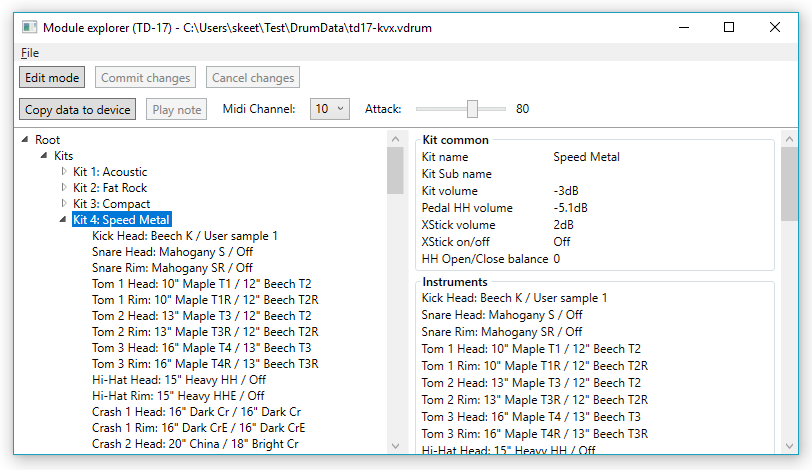 Module explorer (TD-17) - C:\Users\skeet\Test\DrumData\td17-kvx.vdrum
File
Edit mode Commit changes Cancel changes
Copy data to device Play note Midi Channel: 10 Attack: 80
Root
Kits
Kit 1: Acoustic
Kit 2: Fat Rock
Kit 3: Compact
Kit 4: Speed Metal
Kick Head: Beech K / User sample 1
Snare Head: Mahogany S / Off
Snare Rim: Mahogany SR / Off
Tom 1 Head: 10" Maple T1 / 12" Beech T2
Tom 1 Rim: 10" Maple T1R / 12" Beech T2R
Tom 2 Head: 13" Maple T3 / 12" Beech T2
Tom 2 Rim: 13" Maple T3R / 12" Beech T2R
Tom 3 Head: 16" Maple T4 / 13" Beech T3
Tom 3 Rim: 16" Maple T4R / 13" Beech T3R
Hi-Hat Head: 15" Heavy HH / Off
Hi-Hat Rim: 15" Heavy HHE / Off
Crash 1 Head: 16" Dark Cr / 16" Dark Cr
Crash 1 Rim: 16" Dark CrE / 16" Dark CrE
Crash 2 Head: 20" China / 18" Bright Cr
Kit common
Kit name Speed Metal
Kit Sub name
Kit volume -3dB
Pedal HH volume -5.1dB
XStick volume 2dB
XStick on/off Off
HH Open/Close balance 0
Instruments
Kick Head: Beech K / User sample 1
Snare Head: Mahogany S / Off
Snare Rim: Mahogany SR / Off
Tom 1 Head: 10" Maple T1 / 12" Beech T2
Tom 1 Rim: 10" Maple T1R / 12" Beech T2R
Tom 2 Head: 13" Maple T3 / 12" Beech T2
Tom 2 Rim: 13" Maple T3R / 12" Beech T2R
Tom 3 Head: 16" Maple T4 / 13" Beech T3
Tom 3 Rim: 16" Maple T4R / 13" Beech T3R
Hi-Hat Head: 15" Heavy HH / Off